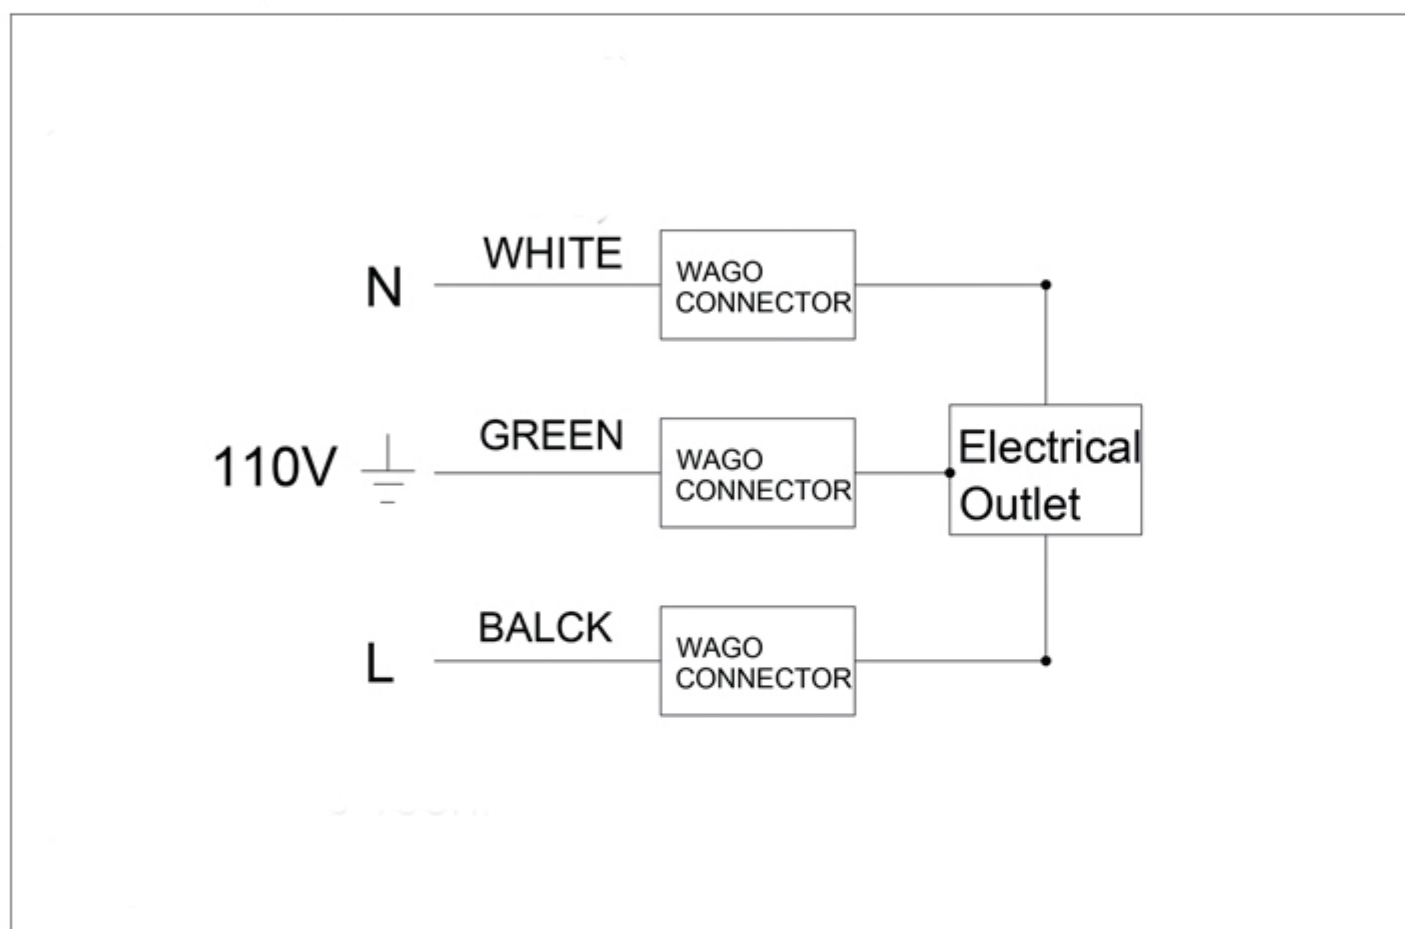 WHITE
N
WAGO
CONNECTOR
GREEN
110V
WAGO
CONNECTOR
Electrical
Outlet
BALCK
L
WAGO
CONNECTOR